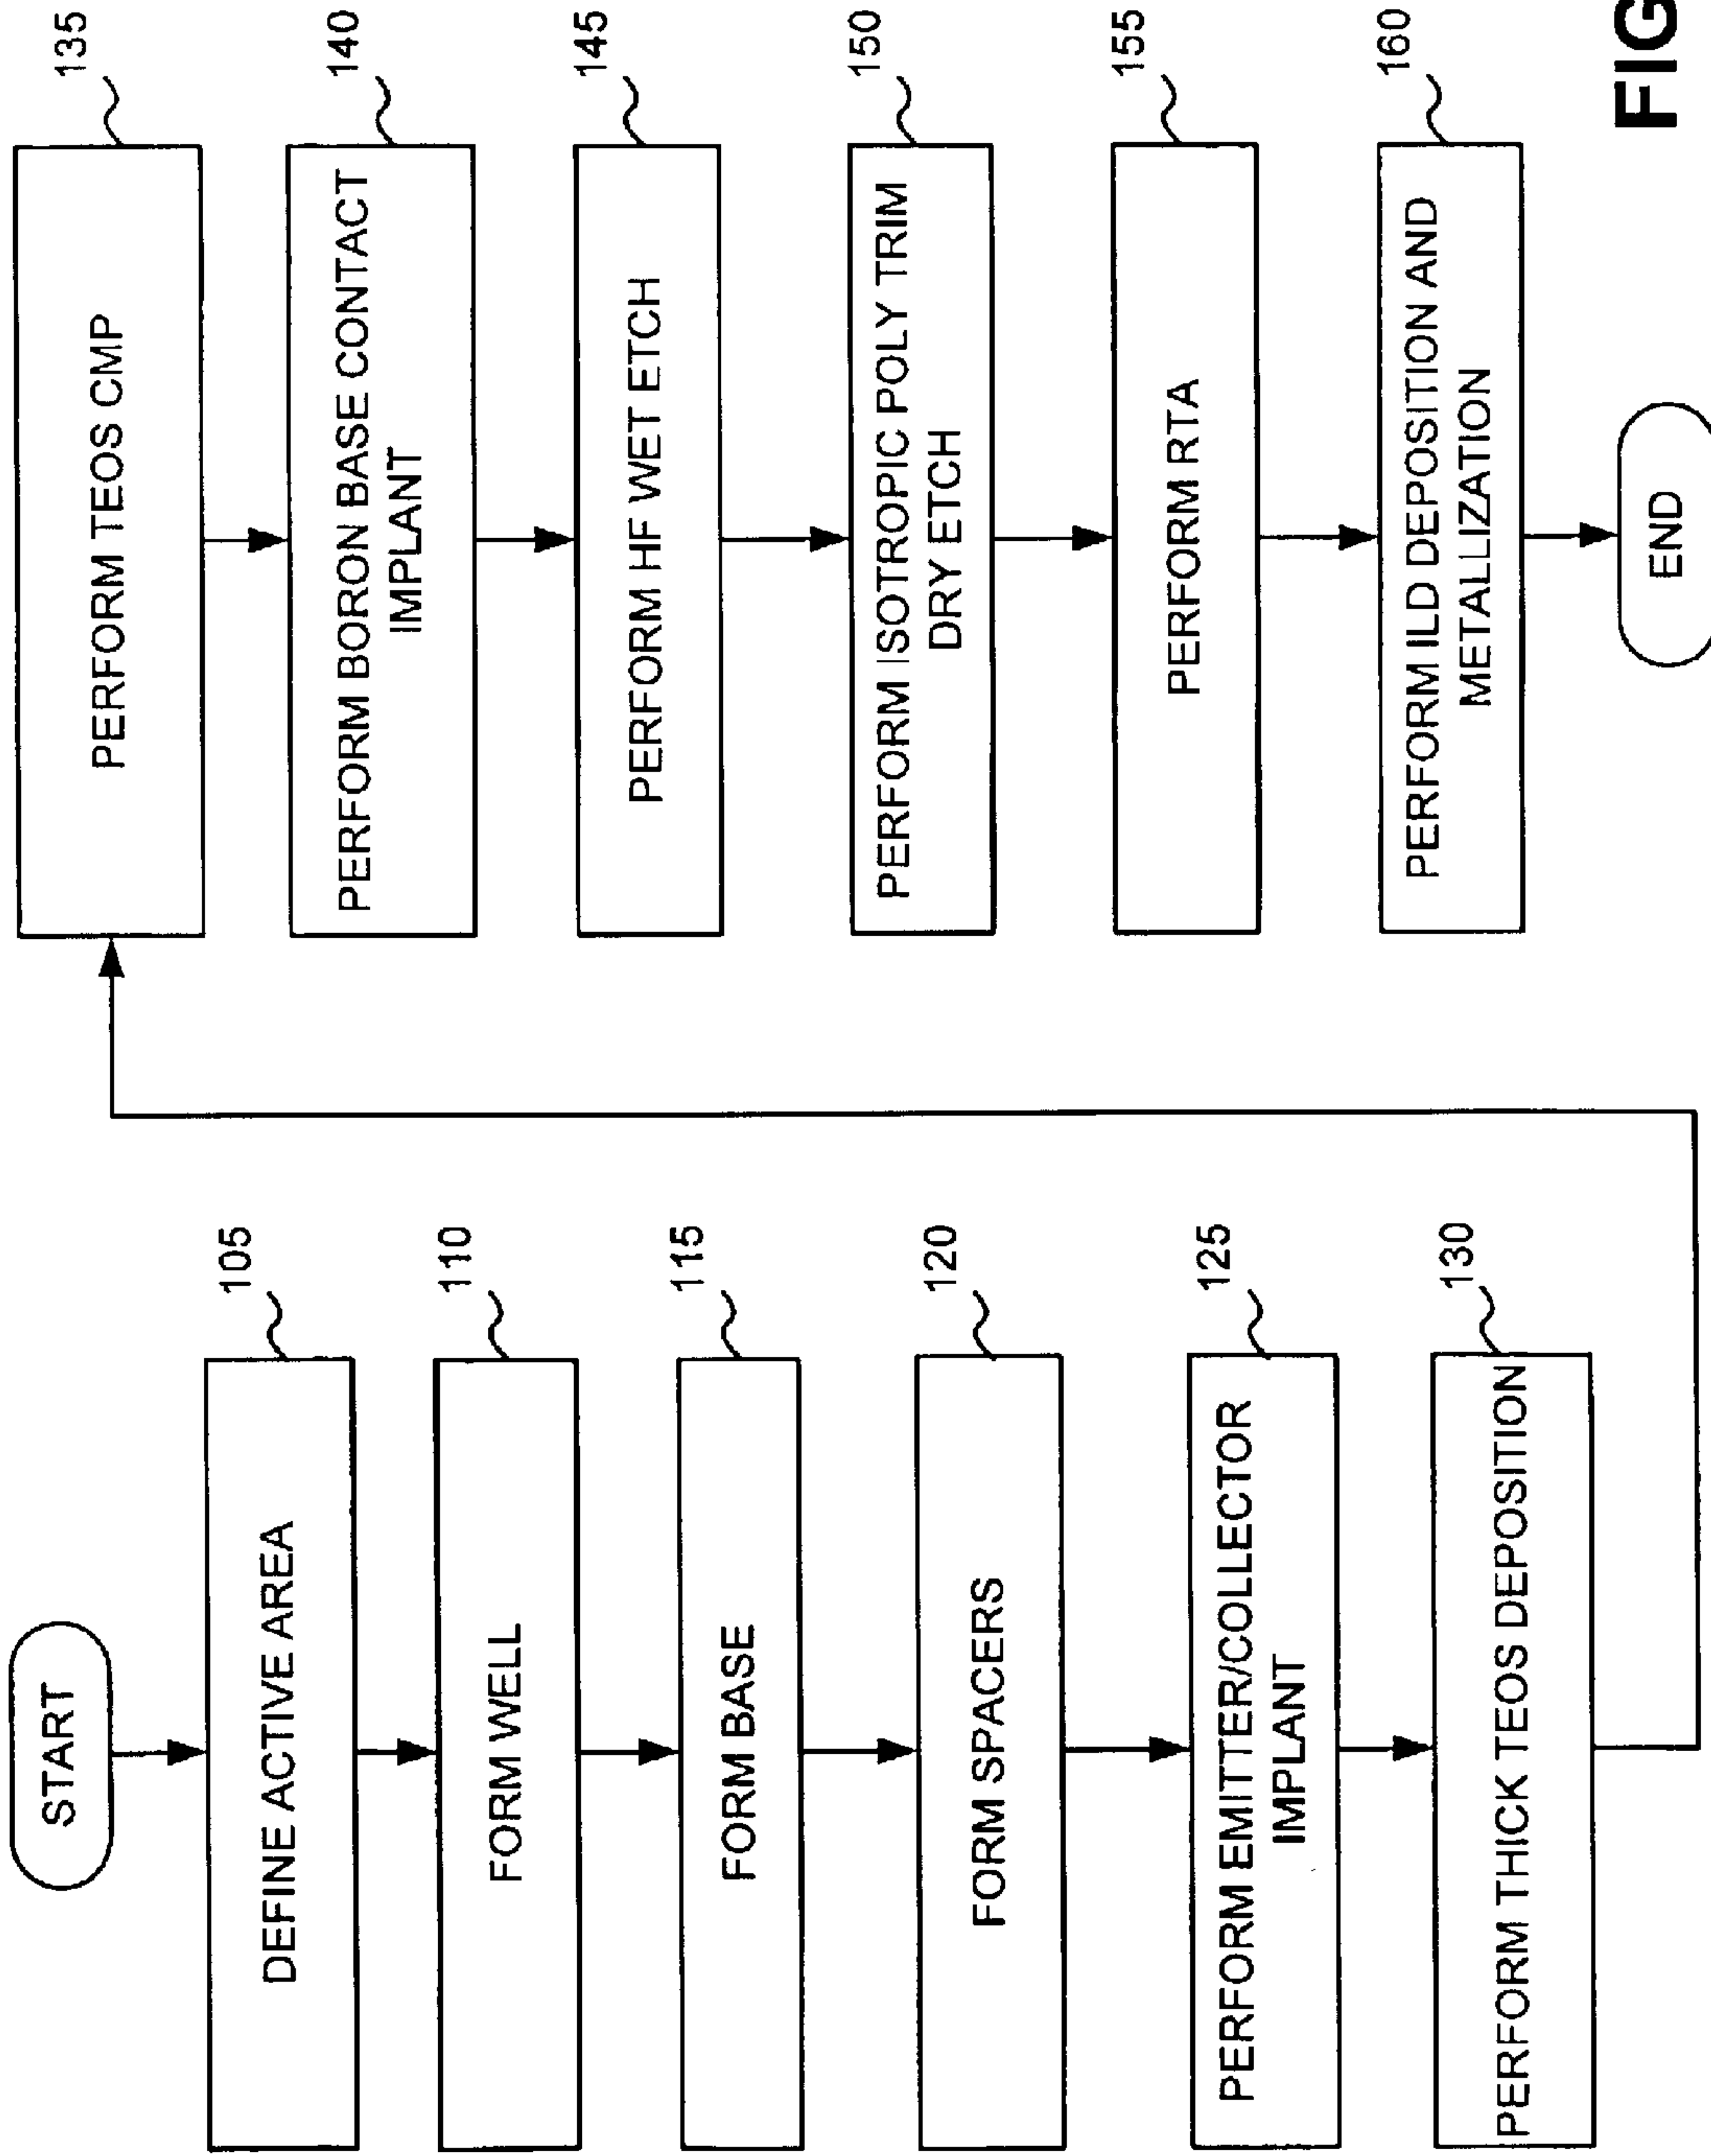 START
DEFINE ACTIVE AREA
105
FORM WELL
110
FORM BASE
115
FORM SPACERS
120
PERFORM EMITTER/COLLECTOR
IMPLANT
125
PERFORM THICK TEOS DEPOSITION
130
PERFORM TEOS CMP
135
PERFORM BORON BASE CONTACT
IMPLANT
140
PERFORM HF WET ETCH
145
PERFORM ISOTROPIC POLY TRIM
DRY ETCH
150
PERFORM RTA
155
PERFORM ILD DEPOSITION AND
METALLIZATION
160
END
FIG